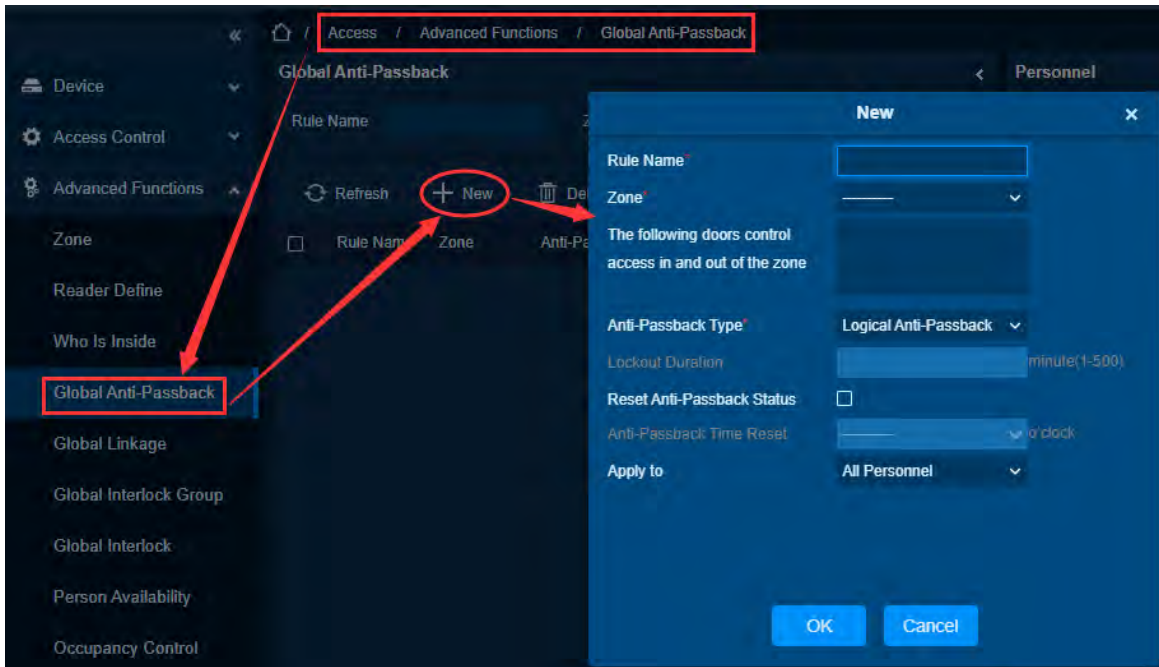 Access / Advanced Functions / Global Anti-Passback
Device
Access Control
Advanced Functions
Zone
Reader Define
Who Is Inside
Global Anti-Passback
Global Linkage
Global Interlock Group
Global Interlock
Person Availability
Occupancy Control
Global Anti-Passback
Personnel
Rule Name
Refresh
New
Rule Name Zone
New
Rule Name*
Zone*
---------
The following doors control
access in and out of the zone
Anti-Passback Type* Logical Anti-Passback
Lockout Duration minute(1-500)
Reset Anti-Passback Status
Anti-Passback Time Reset --------- o'clock
Apply to All Personnel
OK Cancel